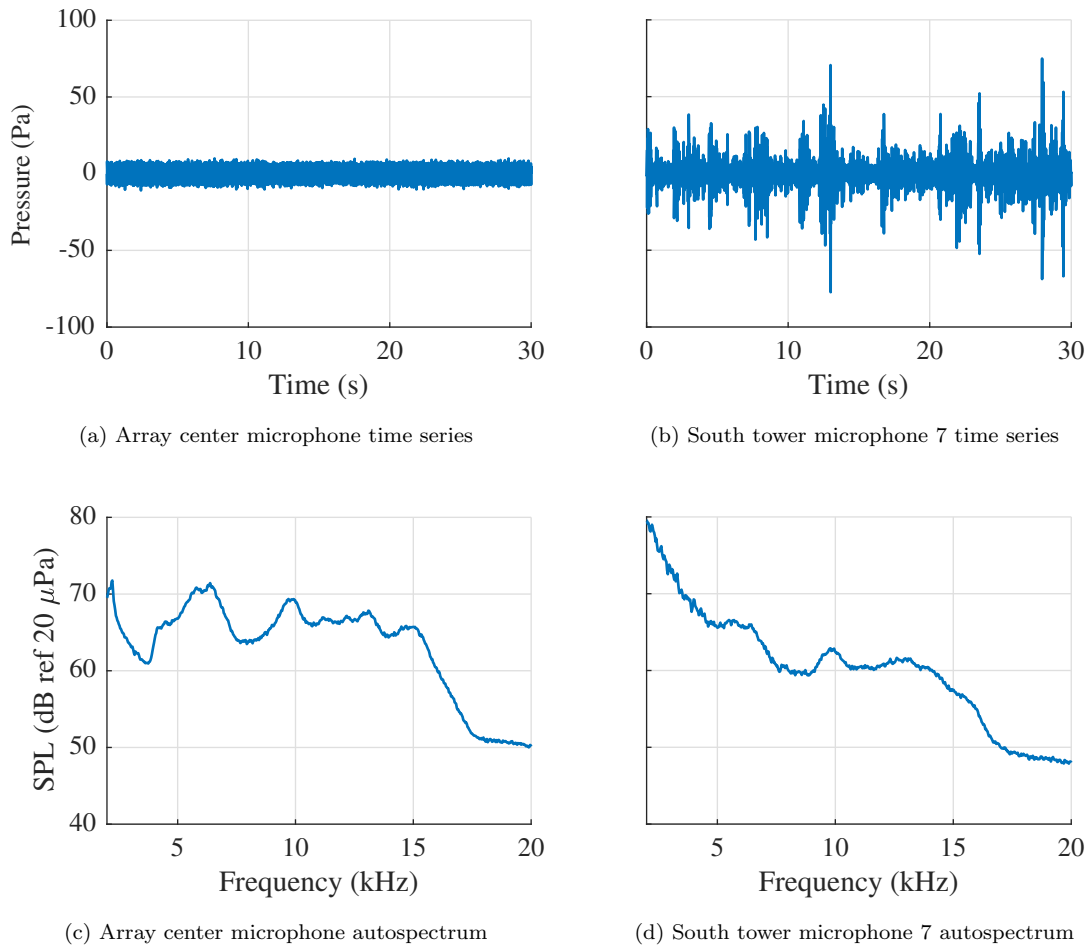 100
50
0
-50
-100
Pressure (Pa)
0 10 20 30
Time (s)
0 10 20 30
Time (s)
(a) Array center microphone time series
(b) South tower microphone 7 time series
80
70
60
50
40
SPL (dB ref 20 μPa)
5 10 15 20
Frequency (kHz)
5 10 15 20
Frequency (kHz)
(c) Array center microphone autospectrum
(d) South tower microphone 7 autospectrum